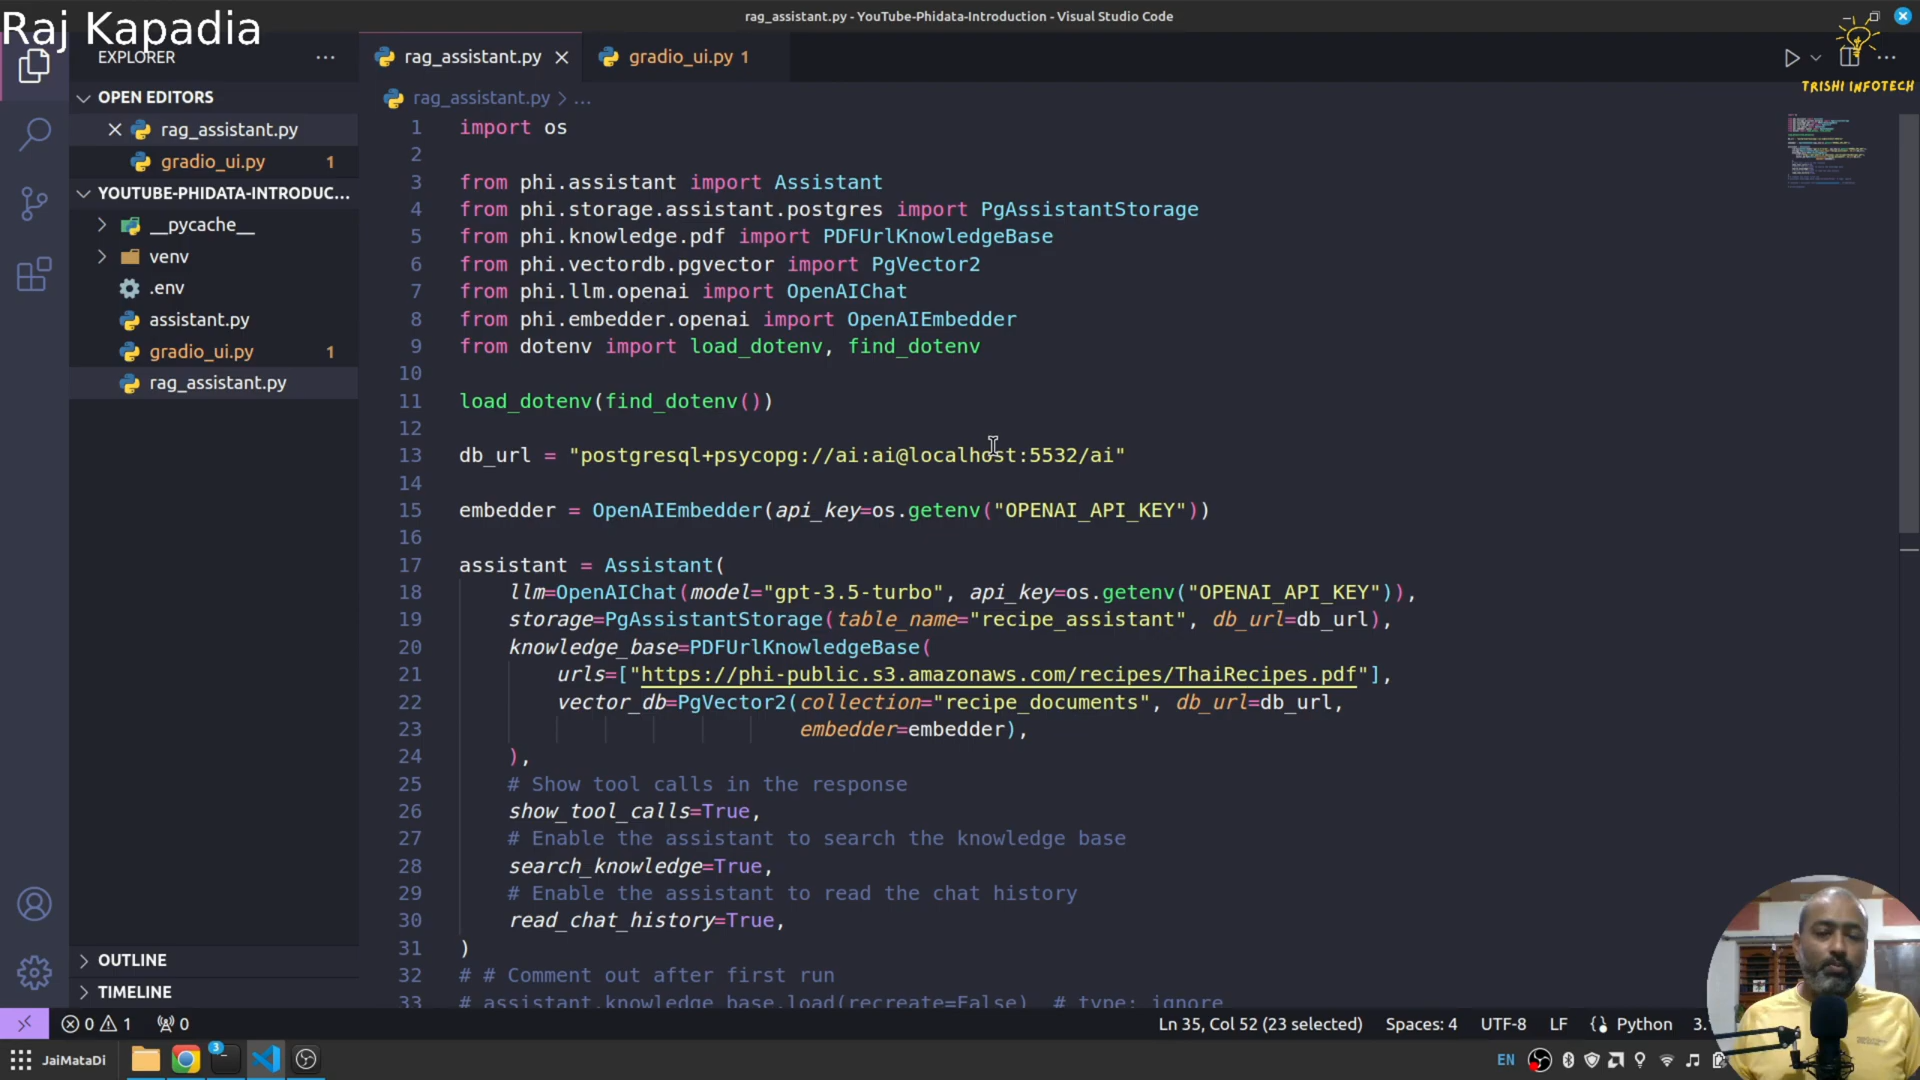 Raj Kapadia
rag_assistant.py - YouTube-Phidata-Introduction - Visual Studio Code
TRISHI INFOTECH
EXPLORER
OPEN EDITORS
rag_assistant.py
gradio_ui.py 1
YOUTUBE-PHIDATA-INTRODUC...
__pycache__
venv
.env
assistant.py
gradio_ui.py 1
rag_assistant.py
OUTLINE
TIMELINE
rag_assistant.py
gradio_ui.py 1
rag_assistant.py > ...
1 import os
2
3 from phi.assistant import Assistant
4 from phi.storage.assistant.postgres import PgAssistantStorage
5 from phi.knowledge.pdf import PDFUrlKnowledgeBase
6 from phi.vectordb.pgvector import PgVector2
7 from phi.llm.openai import OpenAIChat
8 from phi.embedder.openai import OpenAIEmbedder
9 from dotenv import load_dotenv, find_dotenv
10
11 load_dotenv(find_dotenv())
12
13 db_url = "postgresql+psycopg://ai:ai@localhost:5532/ai"
14
15 embedder = OpenAIEmbedder(api_key=os.getenv("OPENAI_API_KEY"))
16
17 assistant = Assistant(
18 llm=OpenAIChat(model="gpt-3.5-turbo", api_key=os.getenv("OPENAI_API_KEY")),
19 storage=PgAssistantStorage(table_name="recipe_assistant", db_url=db_url),
20 knowledge_base=PDFUrlKnowledgeBase(
21 urls=["https://phi-public.s3.amazonaws.com/recipes/ThaiRecipes.pdf"],
22 vector_db=PgVector2(collection="recipe_documents", db_url=db_url,
23 embedder=embedder),
24 ),
25 # Show tool calls in the response
26 show_tool_calls=True,
27 # Enable the assistant to search the knowledge base
28 search_knowledge=True,
29 # Enable the assistant to read the chat history
30 read_chat_history=True,
31 )
32 # # Comment out after first run
33 # assistant.knowledge_base.load(recreate=False) # type: ignore
0 1 0
Ln 35, Col 52 (23 selected) Spaces: 4 UTF-8 LF Python 3.
JaiMataDi 3 EN